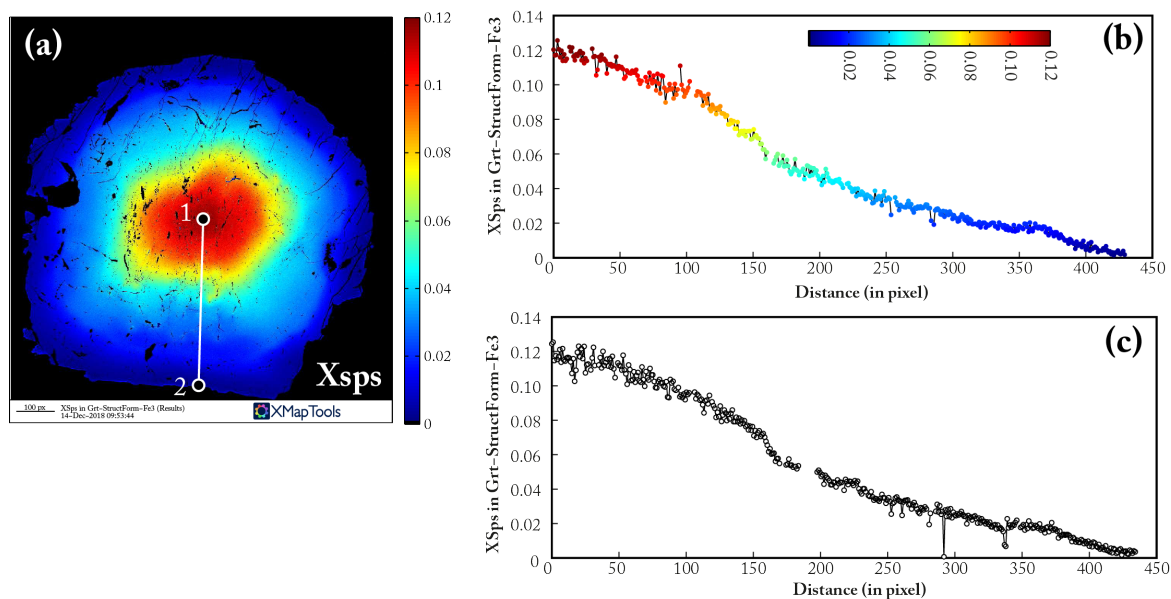 (a)
1
2
Xsps
100 px
XSps in Grt-StructForm-Fe3 (Results)
14-Dec-2018 09:53:44
XMapTools
0.12
0.10
0.08
0.06
0.04
0.02
0
(b)
XSps in Grt-StructForm-Fe3
0.14
0.12
0.10
0.08
0.06
0.04
0.02
0
0.02 0.04 0.06 0.08 0.10 0.12
0 50 100 150 200 250 300 350 400 450
Distance (in pixel)
(c)
XSps in Grt-StructForm-Fe3
0.14
0.12
0.10
0.08
0.06
0.04
0.02
0
0 50 100 150 200 250 300 350 400 450
Distance (in pixel)